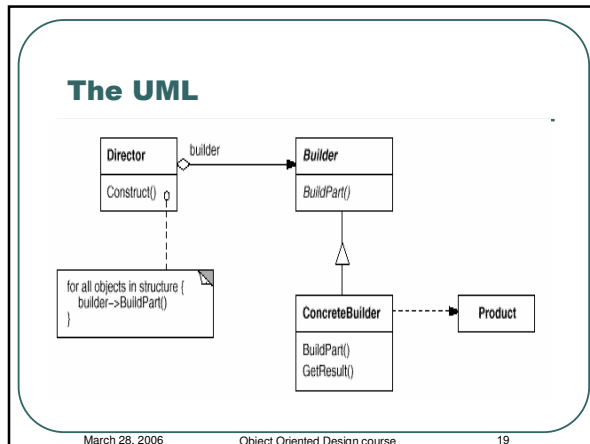 The UML
Director
Construct()
builder
Builder
BuildPart()
for all objects in structure {
builder->BuildPart()
}
ConcreteBuilder
BuildPart()
GetResult()
Product
March 28, 2006
Object Oriented Design course
19